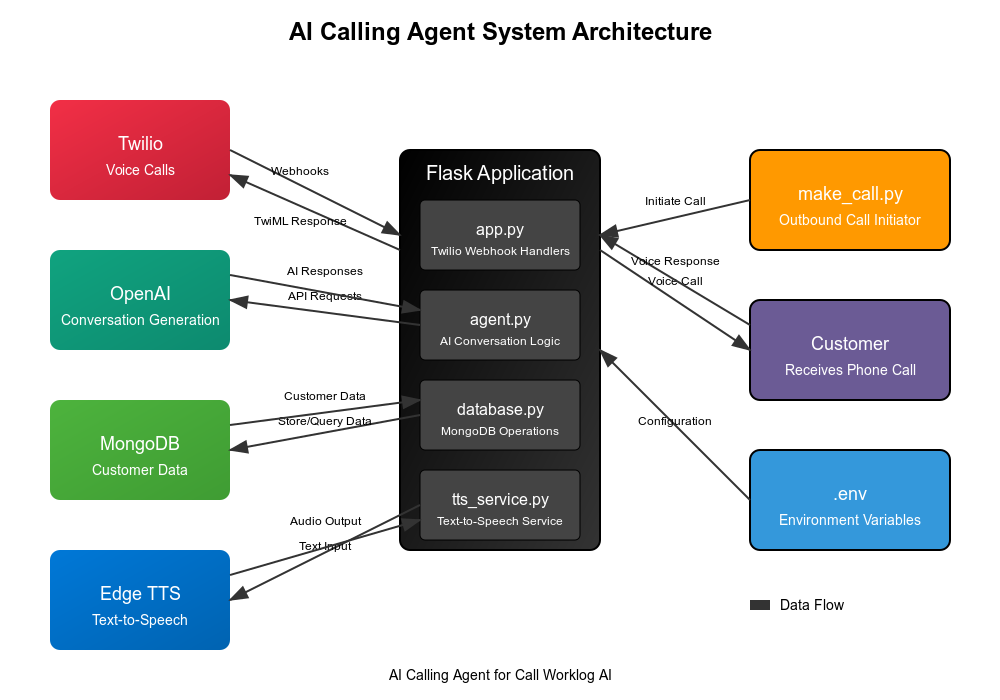 AI Calling Agent System Architecture
Twilio
Voice Calls
Webhooks
TwiML Response
OpenAI
Conversation Generation
AI Responses
API Requests
MongoDB
Customer Data
Customer Data
Store/Query Data
Edge TTS
Text-to-Speech
Audio Output
Text Input
Flask Application
app.py
Twilio Webhook Handlers
agent.py
AI Conversation Logic
database.py
MongoDB Operations
tts_service.py
Text-to-Speech Service
Initiate Call
Voice Response
Voice Call
Configuration
make_call.py
Outbound Call Initiator
Customer
Receives Phone Call
.env
Environment Variables
Data Flow
AI Calling Agent for Call Worklog AI